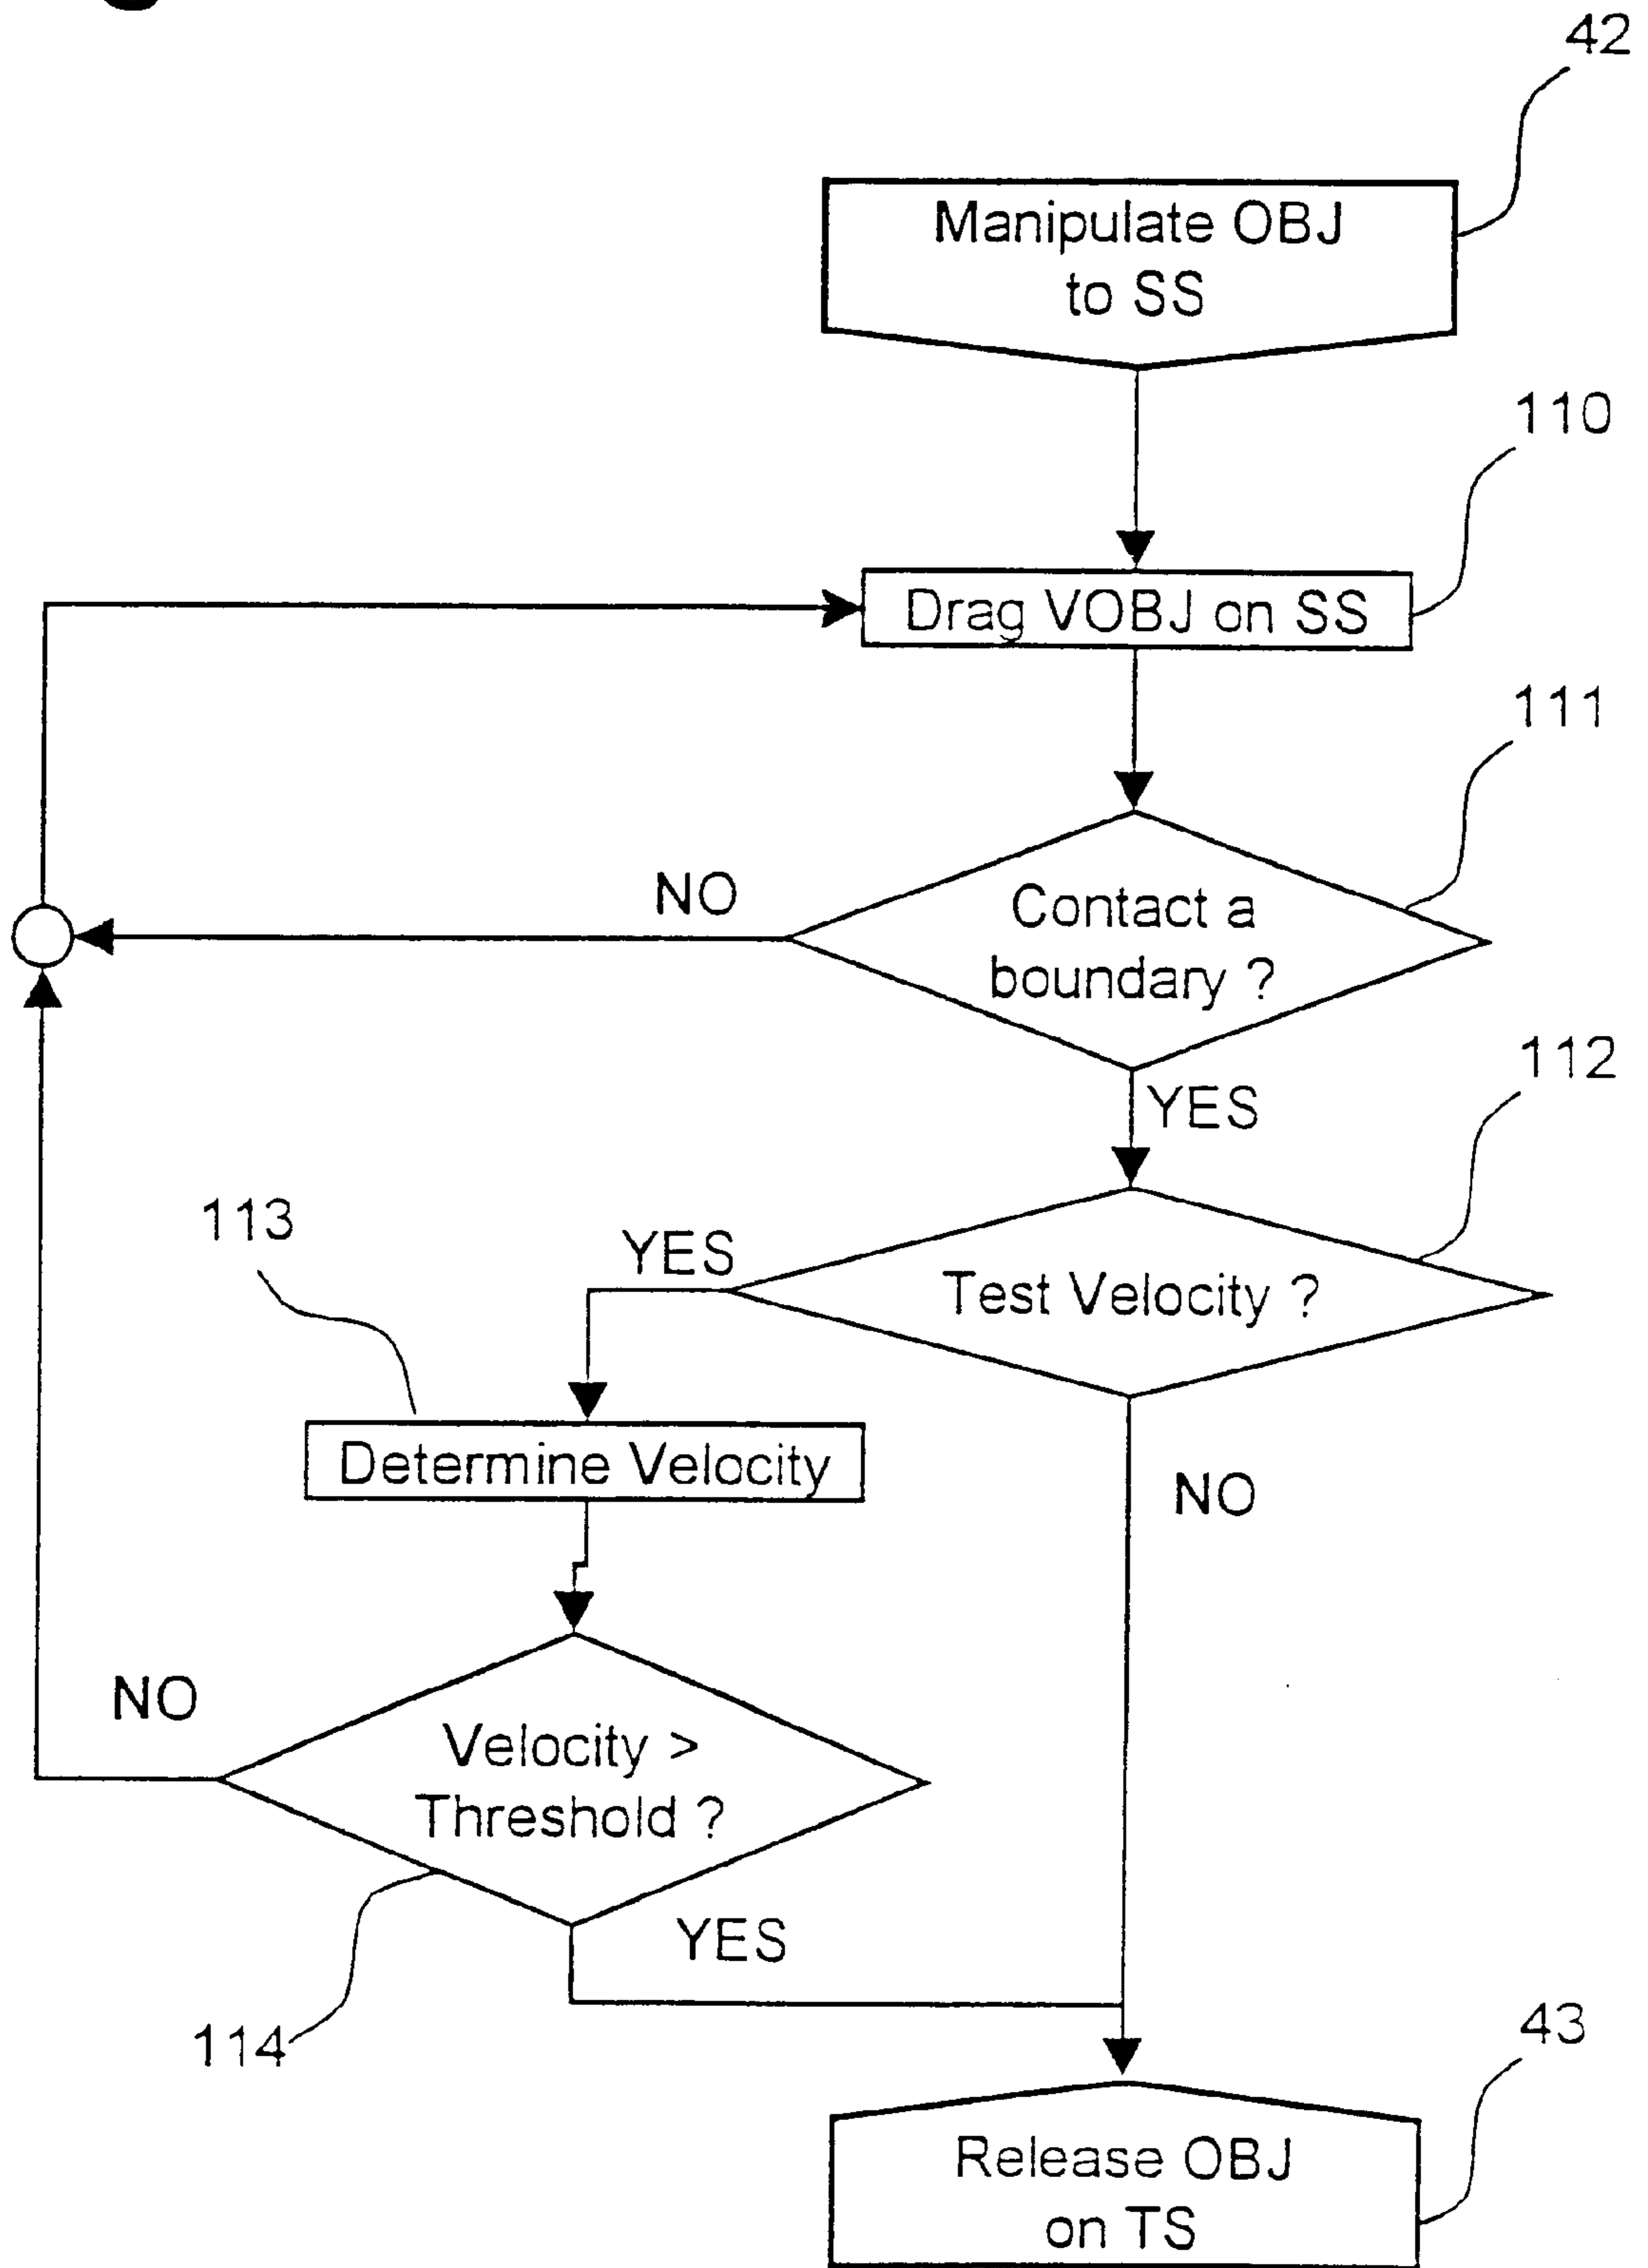 42
Manipulate OBJ
to SS
110
Drag VOBJ on SS
111
NO
Contact a
boundary ?
112
YES
113
YES
Test Velocity ?
Determine Velocity
NO
NO
Velocity >
Threshold ?
YES
114
43
Release OBJ
on TS